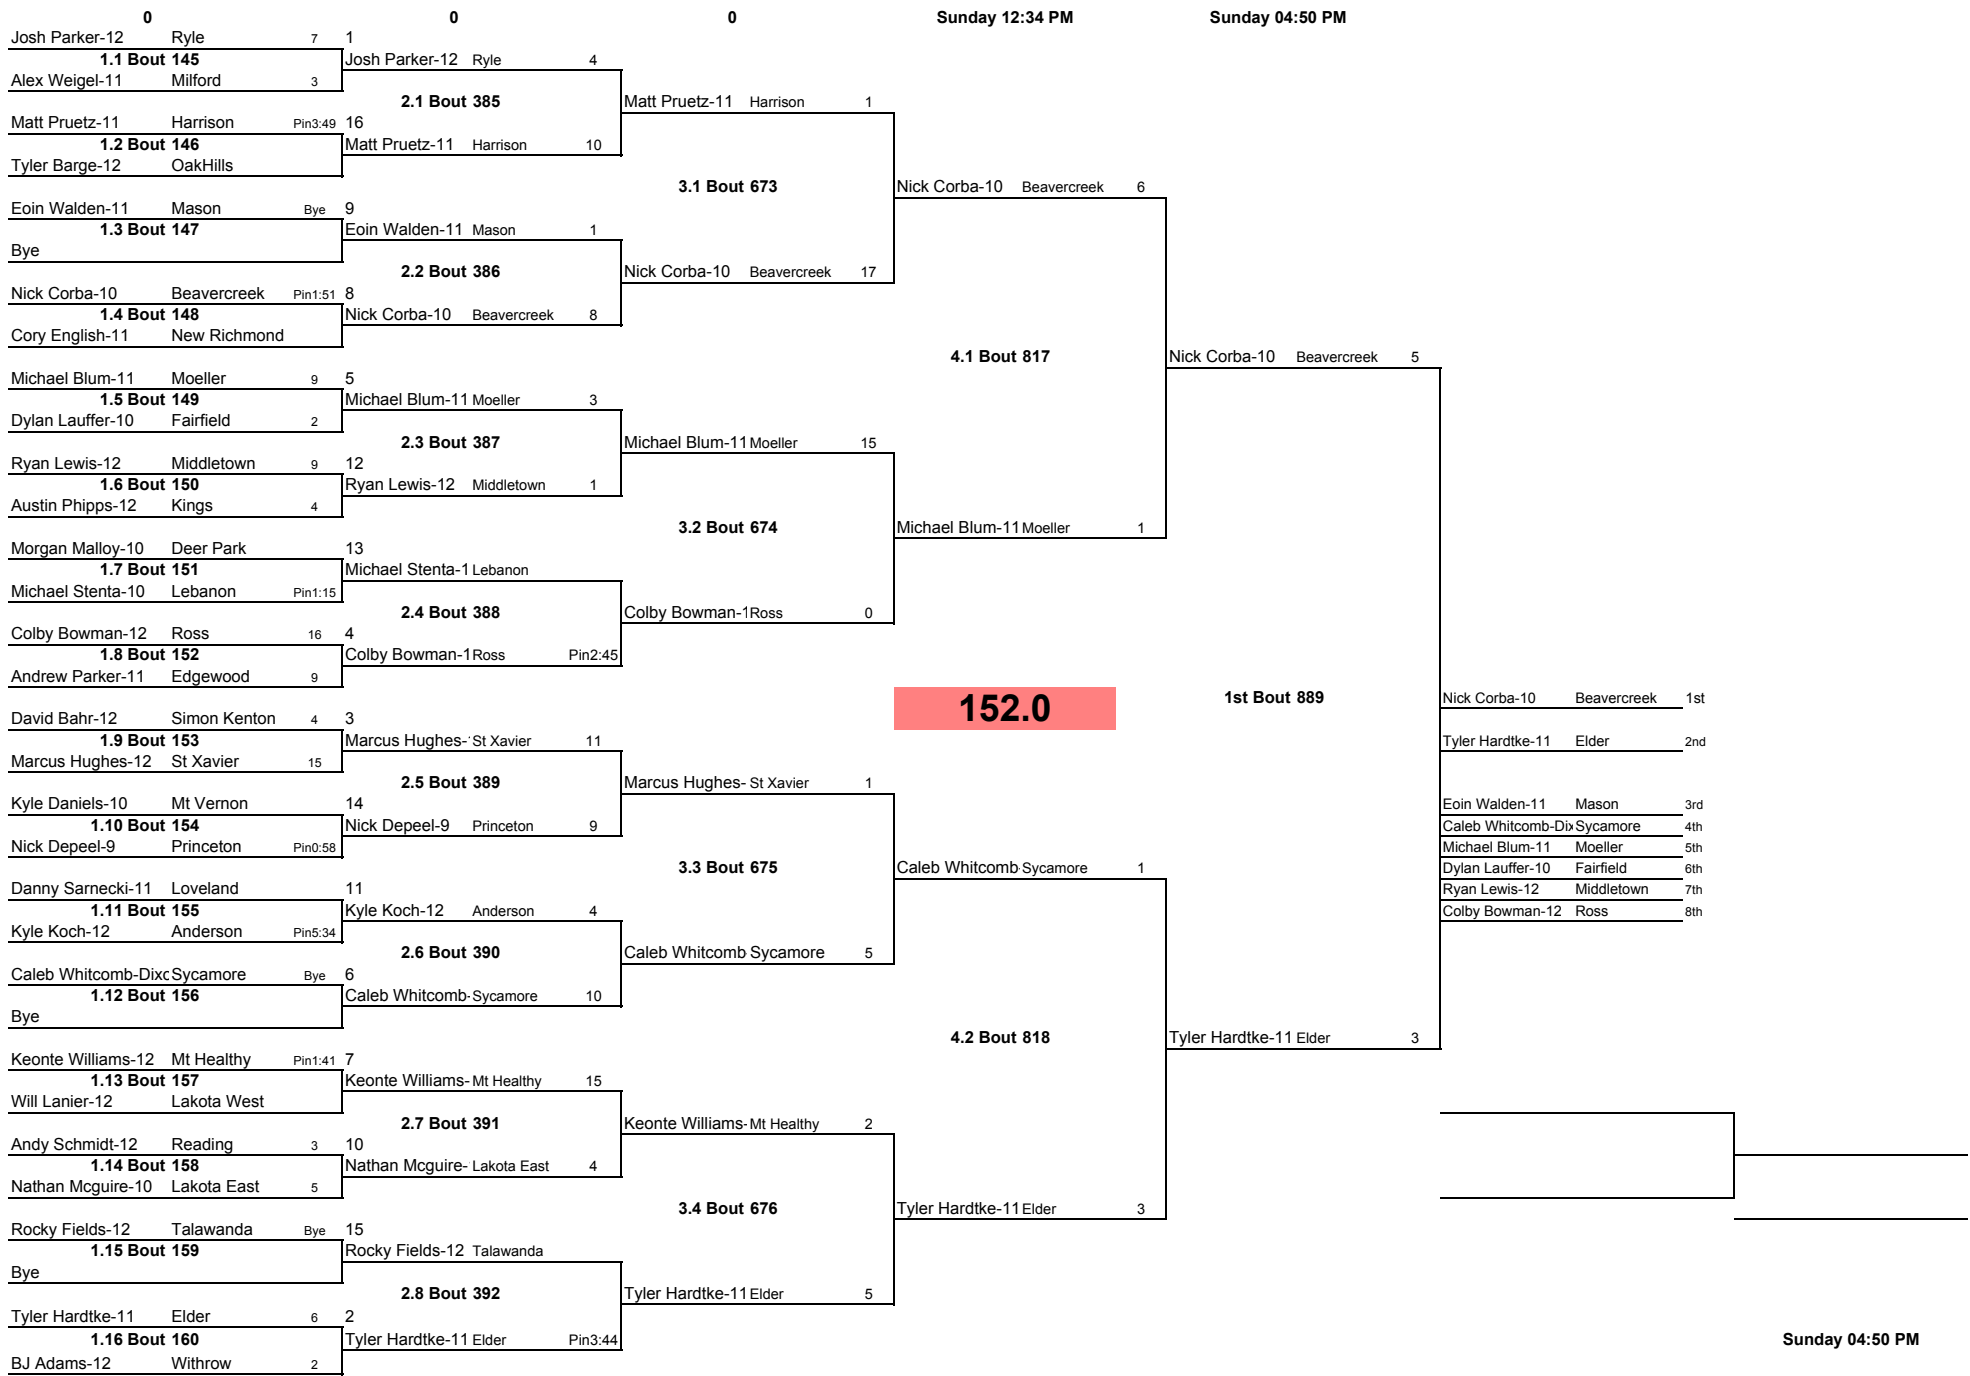 0 0 0 Sunday 12:34 PM Sunday 04:50 PM
Josh Parker-12 Ryle 7 1
1.1 Bout 145 Josh Parker-12 Ryle 4
Alex Weigel-11 Milford 3
2.1 Bout 385 Matt Pruetz-11 Harrison 1
Matt Pruetz-11 Harrison Pin3:49 16
1.2 Bout 146 Matt Pruetz-11 Harrison 10
Tyler Barge-12 OakHills
3.1 Bout 673 Nick Corba-10 Beavercreek 6
Eoin Walden-11 Mason Bye 9
1.3 Bout 147 Eoin Walden-11 Mason 1
Bye
2.2 Bout 386 Nick Corba-10 Beavercreek 17
Nick Corba-10 Beavercreek Pin1:51 8
1.4 Bout 148 Nick Corba-10 Beavercreek 8
Cory English-11 New Richmond
4.1 Bout 817 Nick Corba-10 Beavercreek 5
Michael Blum-11 Moeller 9 5
1.5 Bout 149 Michael Blum-11 Moeller 3
Dylan Lauffer-10 Fairfield 2
2.3 Bout 387 Michael Blum-11 Moeller 15
Ryan Lewis-12 Middletown 9 12
1.6 Bout 150 Ryan Lewis-12 Middletown 1
Austin Phipps-12 Kings 4
3.2 Bout 674 Michael Blum-11 Moeller 1
Morgan Malloy-10 Deer Park 13
1.7 Bout 151 Michael Stenta-1 Lebanon
Michael Stenta-10 Lebanon Pin1:15
2.4 Bout 388 Colby Bowman-1 Ross 0
Colby Bowman-12 Ross 16 4
1.8 Bout 152 Colby Bowman-1 Ross Pin2:45
Andrew Parker-11 Edgewood 9
152.0 1st Bout 889 Nick Corba-10 Beavercreek 1st
David Bahr-12 Simon Kenton 4 3
1.9 Bout 153 Marcus Hughes- St Xavier 11 Tyler Hardtke-11 Elder 2nd
Marcus Hughes-12 St Xavier 15
2.5 Bout 389 Marcus Hughes- St Xavier 1
Kyle Daniels-10 Mt Vernon 14 Eoin Walden-11 Mason 3rd
1.10 Bout 154 Nick Depeel-9 Princeton 9 Caleb Whitcomb-Dix Sycamore 4th
Nick Depeel-9 Princeton Pin0:58 Michael Blum-11 Moeller 5th
3.3 Bout 675 Caleb Whitcomb- Sycamore 1 Dylan Lauffer-10 Fairfield 6th
Danny Sarnecki-11 Loveland 11 Ryan Lewis-12 Middletown 7th
1.11 Bout 155 Kyle Koch-12 Anderson 4 Colby Bowman-12 Ross 8th
Kyle Koch-12 Anderson Pin5:34
2.6 Bout 390 Caleb Whitcomb Sycamore 5
Caleb Whitcomb-Dixo Sycamore Bye 6
1.12 Bout 156 Caleb Whitcomb- Sycamore 10
Bye
4.2 Bout 818 Tyler Hardtke-11 Elder 3
Keonte Williams-12 Mt Healthy Pin1:41 7
1.13 Bout 157 Keonte Williams- Mt Healthy 15
Will Lanier-12 Lakota West
2.7 Bout 391 Keonte Williams- Mt Healthy 2
Andy Schmidt-12 Reading 3 10
1.14 Bout 158 Nathan Mcguire- Lakota East 4
Nathan Mcguire-10 Lakota East 5
3.4 Bout 676 Tyler Hardtke-11 Elder 3
Rocky Fields-12 Talawanda Bye 15
1.15 Bout 159 Rocky Fields-12 Talawanda
Bye
2.8 Bout 392 Tyler Hardtke-11 Elder 5
Tyler Hardtke-11 Elder 6 2
1.16 Bout 160 Tyler Hardtke-11 Elder Pin3:44 Sunday 04:50 PM
BJ Adams-12 Withrow 2